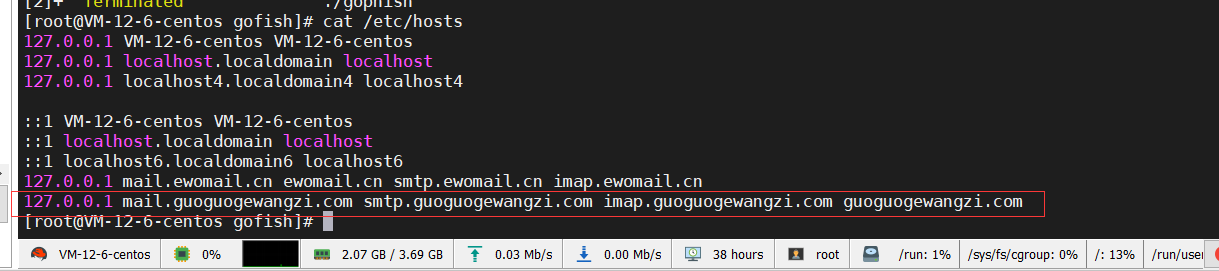 [2]+  Terminated              ./gophish
[root@VM-12-6-centos gofish]# cat /etc/hosts
127.0.0.1 VM-12-6-centos VM-12-6-centos
127.0.0.1 localhost.localdomain localhost
127.0.0.1 localhost4.localdomain4 localhost4
::1 VM-12-6-centos VM-12-6-centos
::1 localhost.localdomain localhost
::1 localhost6.localdomain6 localhost6
127.0.0.1 mail.ewomail.cn ewomail.cn smtp.ewomail.cn imap.ewomail.cn
127.0.0.1 mail.guoguogewangzi.com smtp.guoguogewangzi.com imap.guoguogewangzi.com guoguogewangzi.com
[root@VM-12-6-centos gofish]#
VM-12-6-centos 0% 2.07 GB / 3.69 GB 0.03 Mb/s 0.00 Mb/s 38 hours root /run: 1% /sys/fs/cgroup: 0% /: 13% /run/user